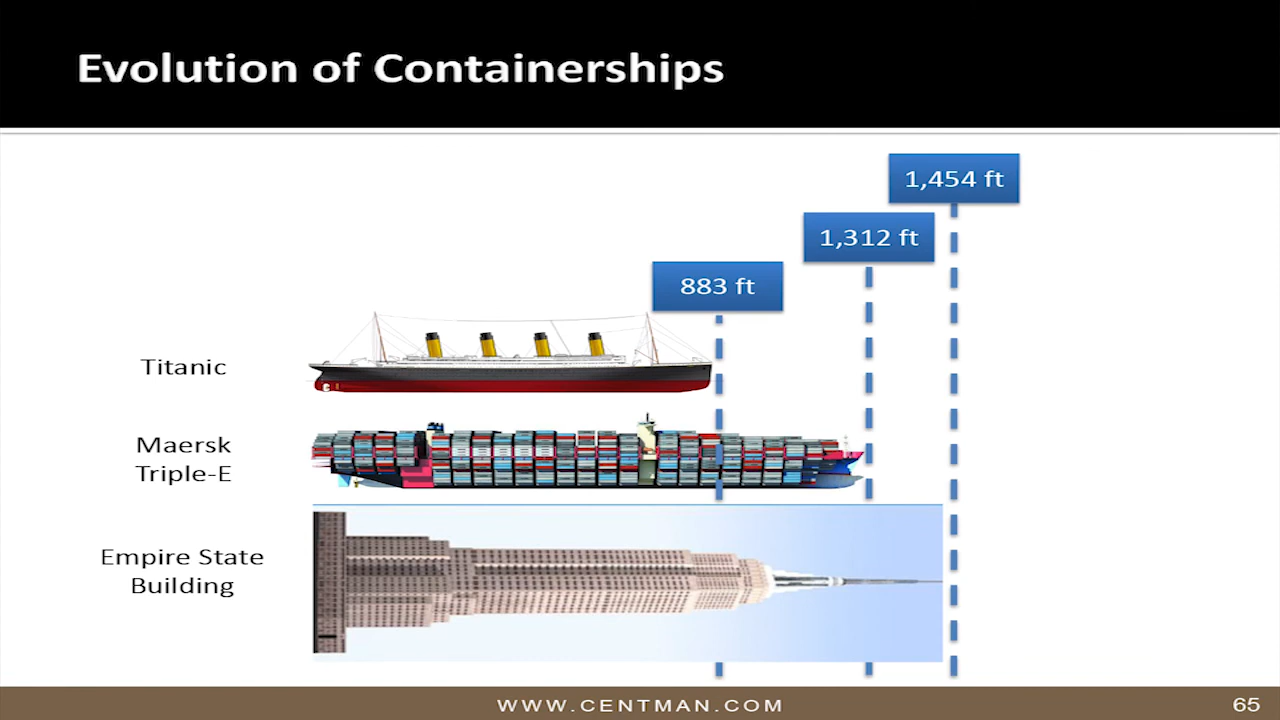 Evolution of Containerships
1,454 ft
1,312 ft
883 ft
Titanic
Maersk
Triple-E
Empire State
Building
WWW.CENTMAN.COM
65